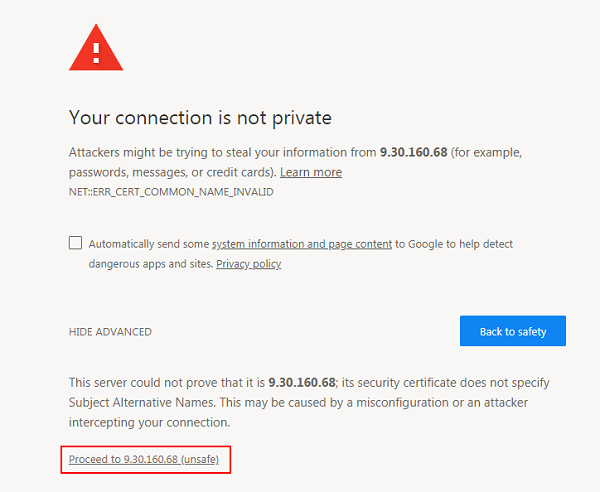 Your connection is not private
Attackers might be trying to steal your information from 9.30.160.68 (for example,
passwords, messages, or credit cards). Learn more
NET::ERR_CERT_COMMON_NAME_INVALID
Automatically send some system information and page content to Google to help detect
dangerous apps and sites. Privacy policy
HIDE ADVANCED
Back to safety
This server could not prove that it is 9.30.160.68; its security certificate does not specify
Subject Alternative Names. This may be caused by a misconfiguration or an attacker
intercepting your connection.
Proceed to 9.30.160.68 (unsafe)